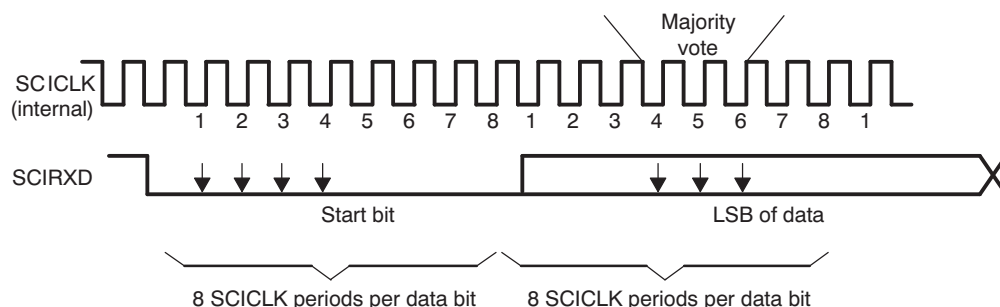 Majority
vote
SCICLK
(internal)
1 2 3 4 5 6 7 8 1 2 3 4 5 6 7 8 1
SCIRXD
Start bit LSB of data
8 SCICLK periods per data bit 8 SCICLK periods per data bit